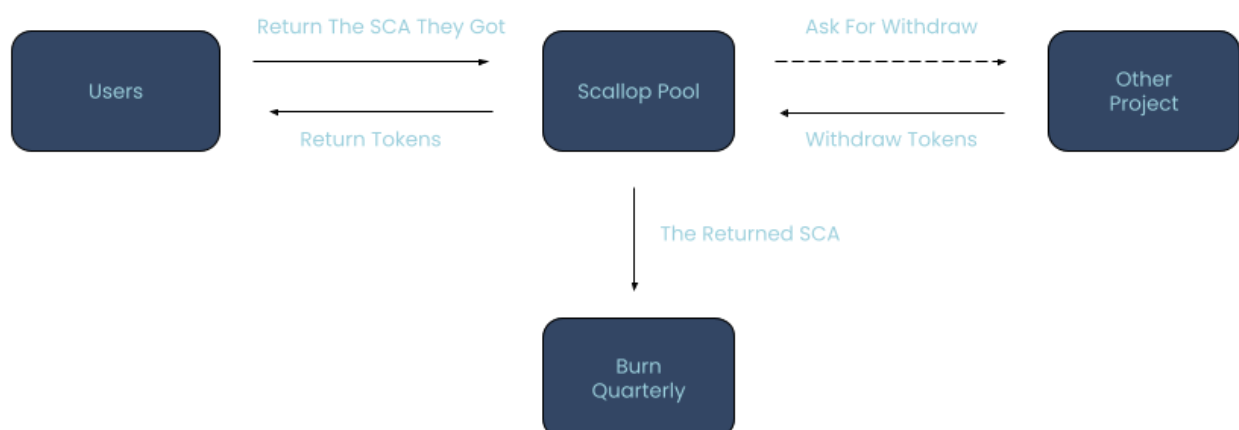 Return The SCA They Got
Ask For Withdraw
Users
Scallop Pool
Other
Project
Return Tokens
Withdraw Tokens
The Returned SCA
Burn
Quarterly